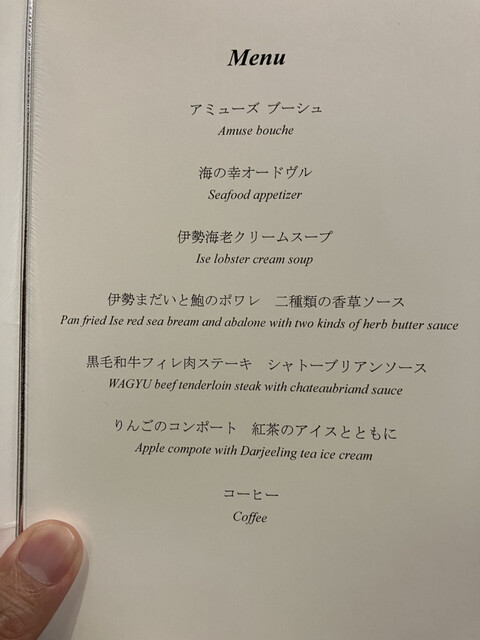 Menu
アミューズ ブーシュ
Amuse bouche
海の幸オードヴル
Seafood appetizer
伊勢海老クリームスープ
Ise lobster cream soup
伊勢まだいと鮑のポワレ　二種類の香草ソース
Pan fried Ise red sea bream and abalone with two kinds of herb butter sauce
黒毛和牛フィレ肉ステーキ　シャトーブリアンソース
WAGYU beef tenderloin steak with chateaubriand sauce
りんごのコンポート　紅茶のアイスとともに
Apple compote with Darjeeling tea ice cream
コーヒー
Coffee